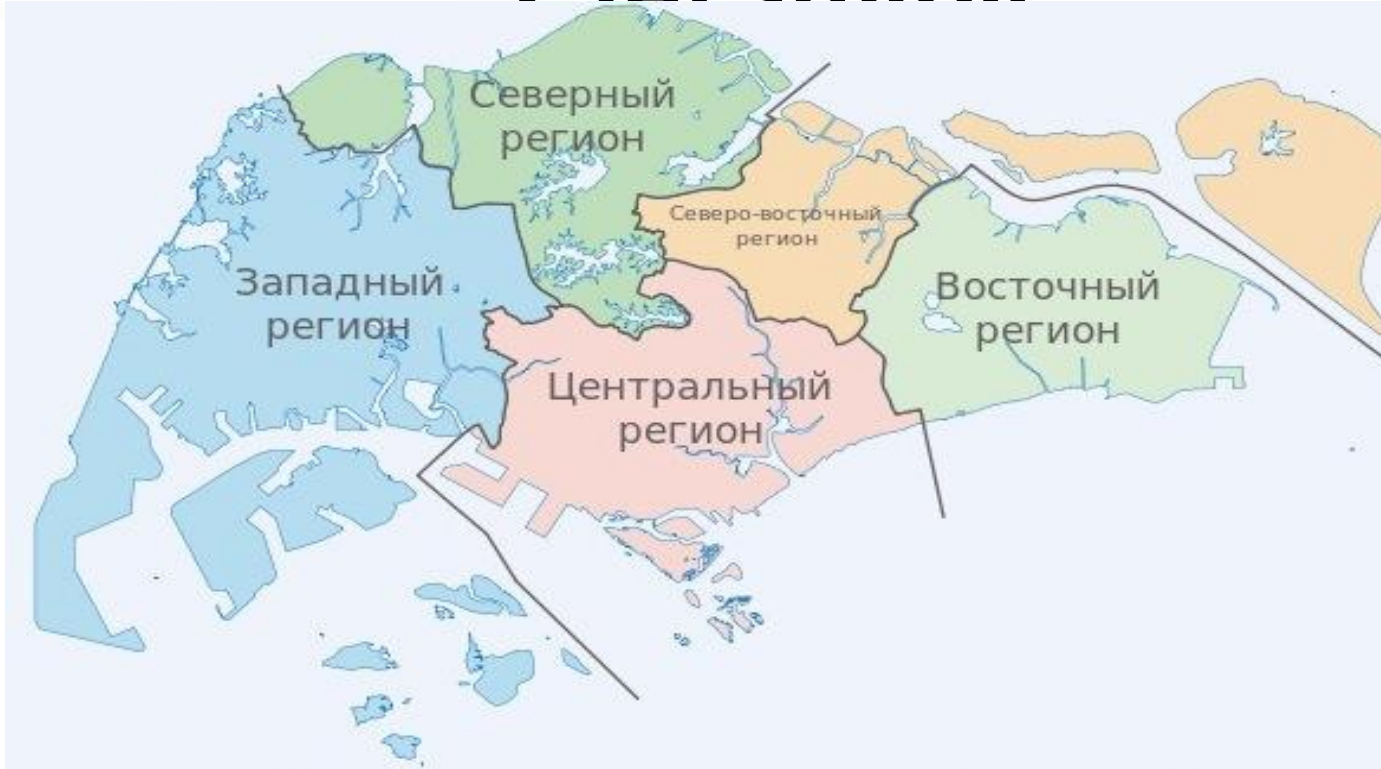 Северный
регион
Северо-восточный
регион
Западный
регион
Восточный
регион
Центральный
регион